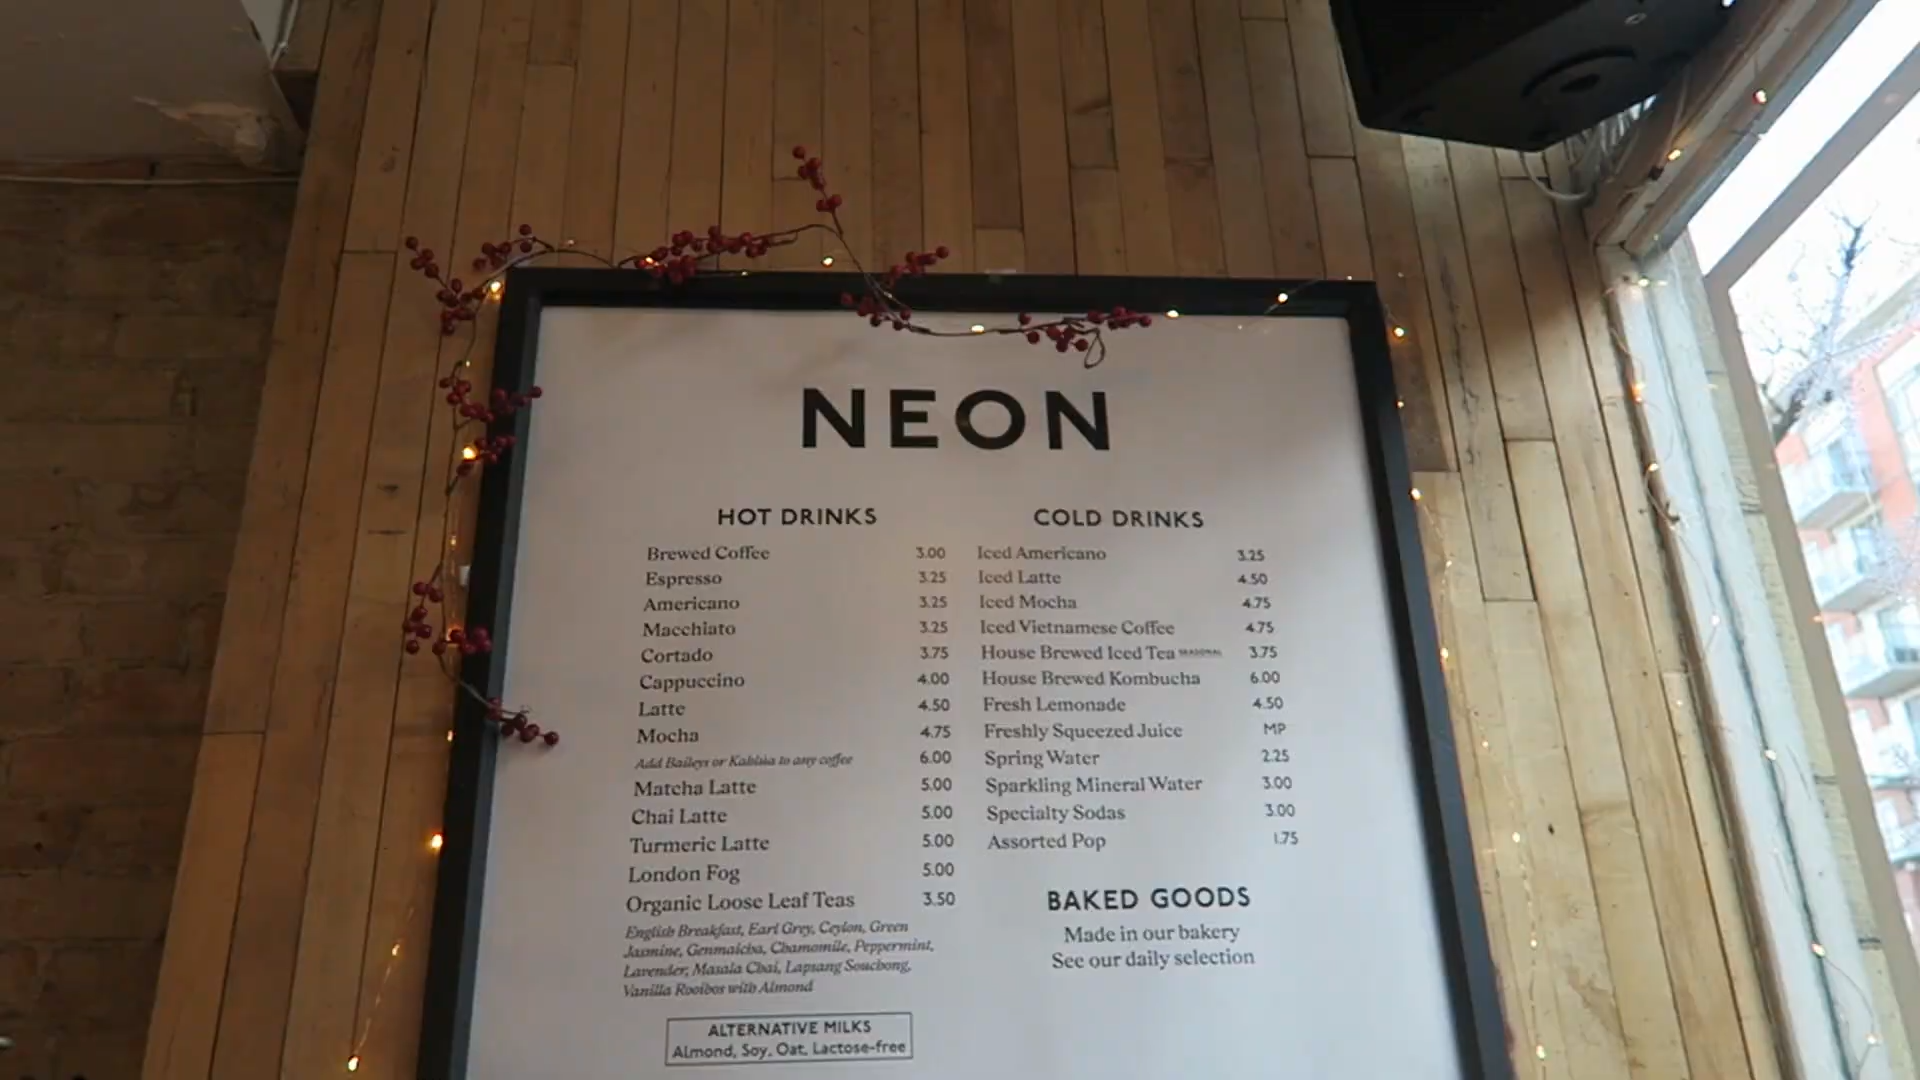 NEON
HOT DRINKS
Brewed Coffee 3.00
Espresso 3.25
Americano 3.25
Macchiato 3.25
Cortado 3.75
Cappuccino 4.00
Latte 4.50
Mocha 4.75
Add Baileys or Kahlúa to any coffee 6.00
Matcha Latte 5.00
Chai Latte 5.00
Turmeric Latte 5.00
London Fog 5.00
Organic Loose Leaf Teas 3.50
English Breakfast, Earl Grey, Ceylon, Green
Jasmine, Genmaicha, Chamomile, Peppermint,
Lavender, Masala Chai, Lapsang Souchong,
Vanilla Rooibos with Almond
ALTERNATIVE MILKS
Almond, Soy, Oat, Lactose-free
COLD DRINKS
Iced Americano 3.25
Iced Latte 4.50
Iced Mocha 4.75
Iced Vietnamese Coffee 4.75
House Brewed Iced Tea SEASONAL 3.75
House Brewed Kombucha 6.00
Fresh Lemonade 4.50
Freshly Squeezed Juice MP
Spring Water 2.25
Sparkling Mineral Water 3.00
Specialty Sodas 3.00
Assorted Pop 1.75
BAKED GOODS
Made in our bakery
See our daily selection